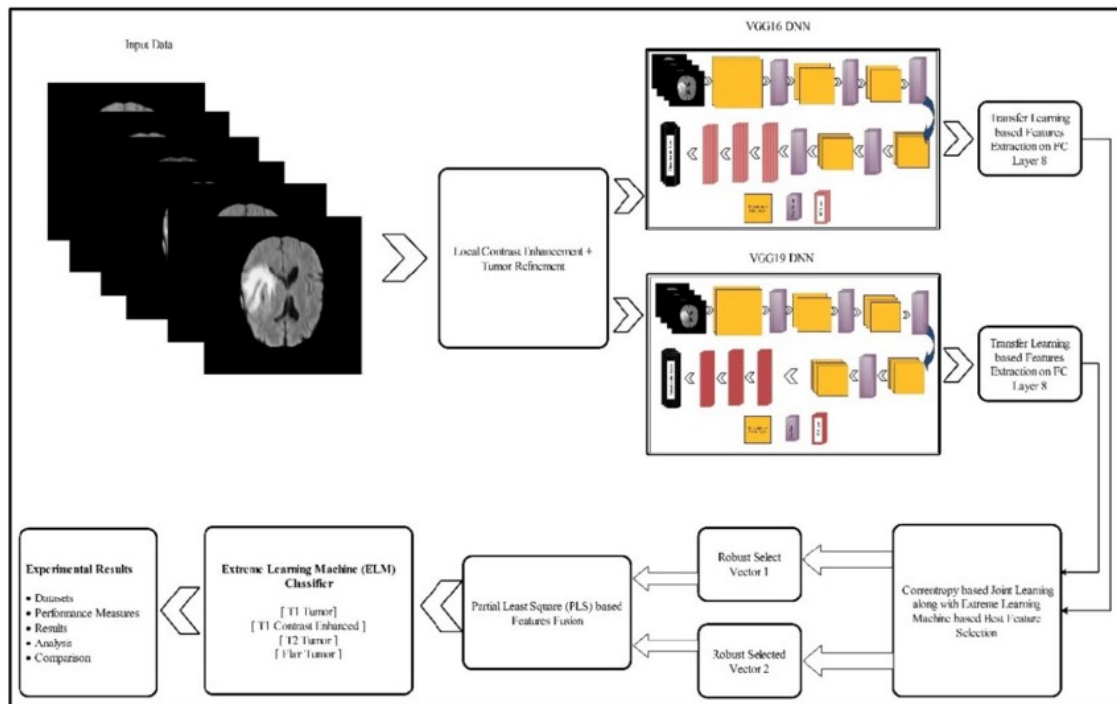 Input Data
VGG16 DNN
Transfer Learning
based Features
Extraction on FC
Layer 8
Local Contrast Enhancement +
Tumor Refinement
VGG19 DNN
Transfer Learning
based Features
Extraction on FC
Layer 8
Experimental Results
• Datasets
• Performance Measures
• Results
• Analysis
• Comparison
Extreme Learning Machine (ELM)
Classifier
[ T1 Tumor]
[ T1 Contrast Enhanced ]
[ T2 Tumor ]
[ Flair Tumor ]
Partial Least Square (PLS) based
Features Fusion
Robust Select
Vector 1
Robust Selected
Vector 2
Correntropy based Joint Learning
along with Extreme Learning
Machine based Best Feature
Selection